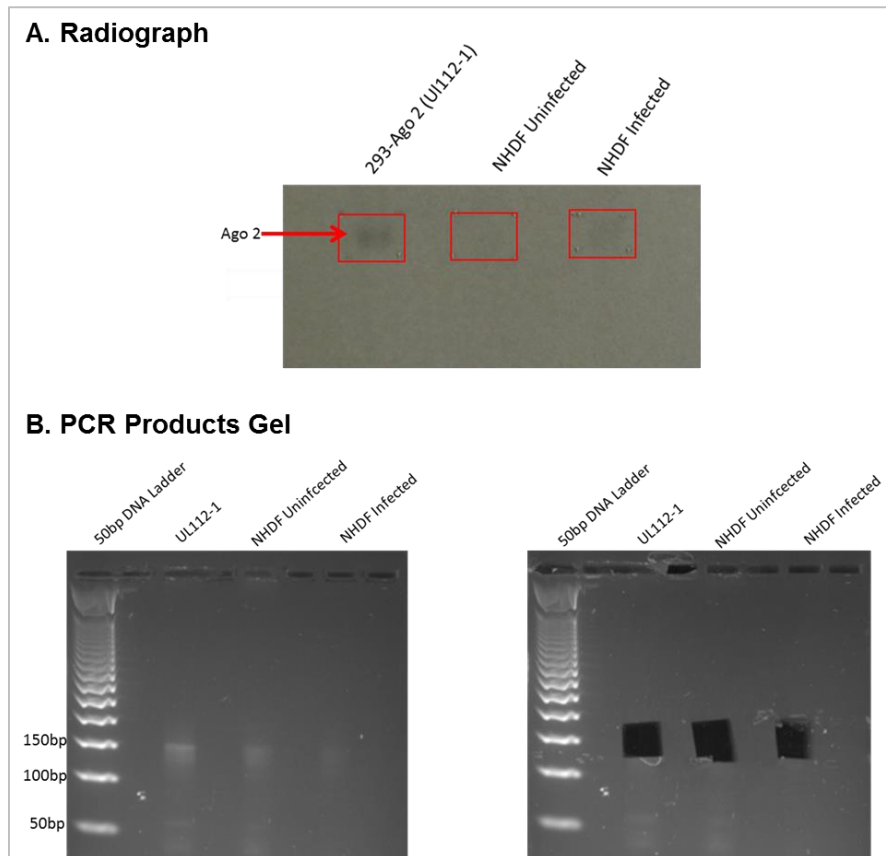 A. Radiograph
293-Ago 2 (Ul112-1)
NHDF Uninfected
NHDF Infected
Ago 2
B. PCR Products Gel
50bp DNA Ladder
UL112-1
NHDF Uninfcected
NHDF Infected
150bp
100bp
50bp
50bp DNA Ladder
UL112-1
NHDF Uninfcected
NHDF Infected